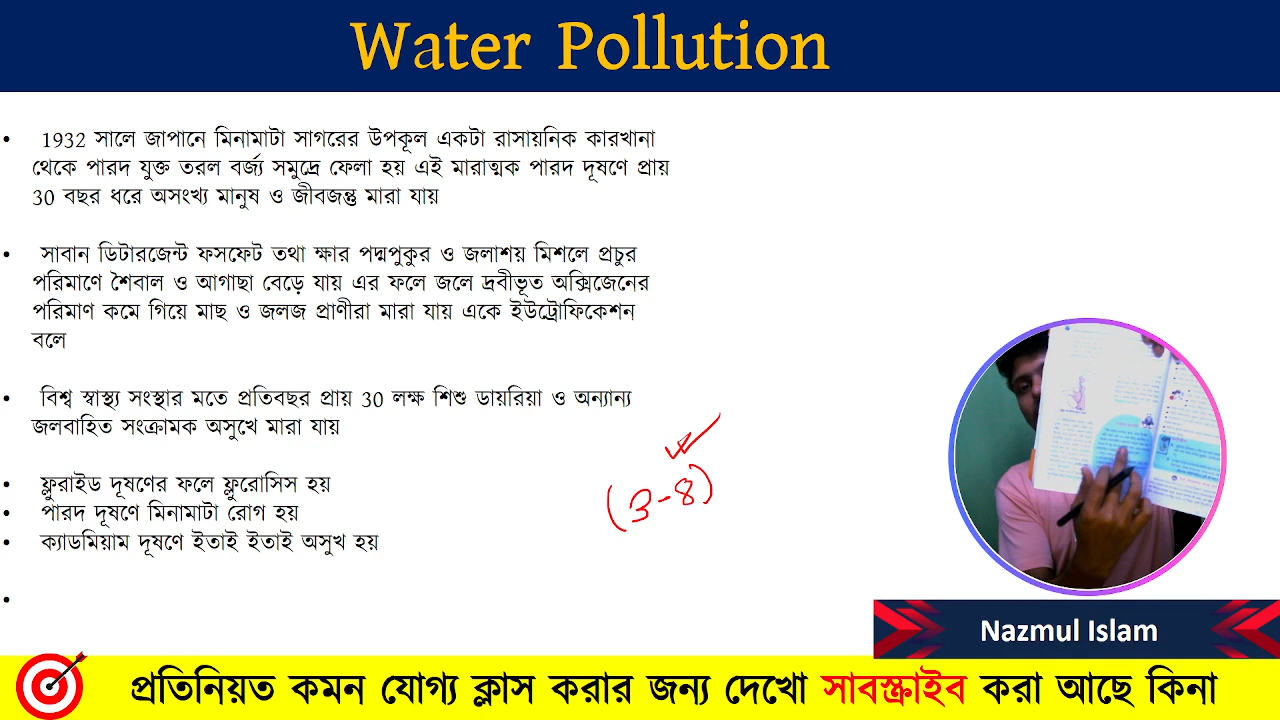 Water Pollution
• 1932 সালে জাপানে মিনামাটা সাগরের উপকূল একটা রাসায়নিক কারখানা
থেকে পারদ যুক্ত তরল বর্জ্য সমুদ্রে ফেলা হয় এই মারাত্মক পারদ দূষণে প্রায়
30 বছর ধরে অসংখ্য মানুষ ও জীবজন্তু মারা যায়
• সাবান ডিটারজেন্ট ফসফেট তথা ক্ষার পদ্মপুকুর ও জলাশয় মিশলে প্রচুর
পরিমাণে শৈবাল ও আগাছা বেড়ে যায় এর ফলে জলে দ্রবীভূত অক্সিজেনের
পরিমাণ কমে গিয়ে মাছ ও জলজ প্রাণীরা মারা যায় একে ইউট্রোফিকেশন
বলে
• বিশ্ব স্বাস্থ্য সংস্থার মতে প্রতিবছর প্রায় 30 লক্ষ শিশু ডায়রিয়া ও অন্যান্য
জলবাহিত সংক্রামক অসুখে মারা যায়
• ফ্লুরাইড দূষণের ফলে ফ্লুরোসিস হয়
• পারদ দূষণে মিনামাটা রোগ হয়
• ক্যাডমিয়াম দূষণে ইতাই ইতাই অসুখ হয়
(3-8)
Nazmul Islam
প্রতিনিয়ত কমন যোগ্য ক্লাস করার জন্য দেখো সাবস্ক্রাইব করা আছে কিনা